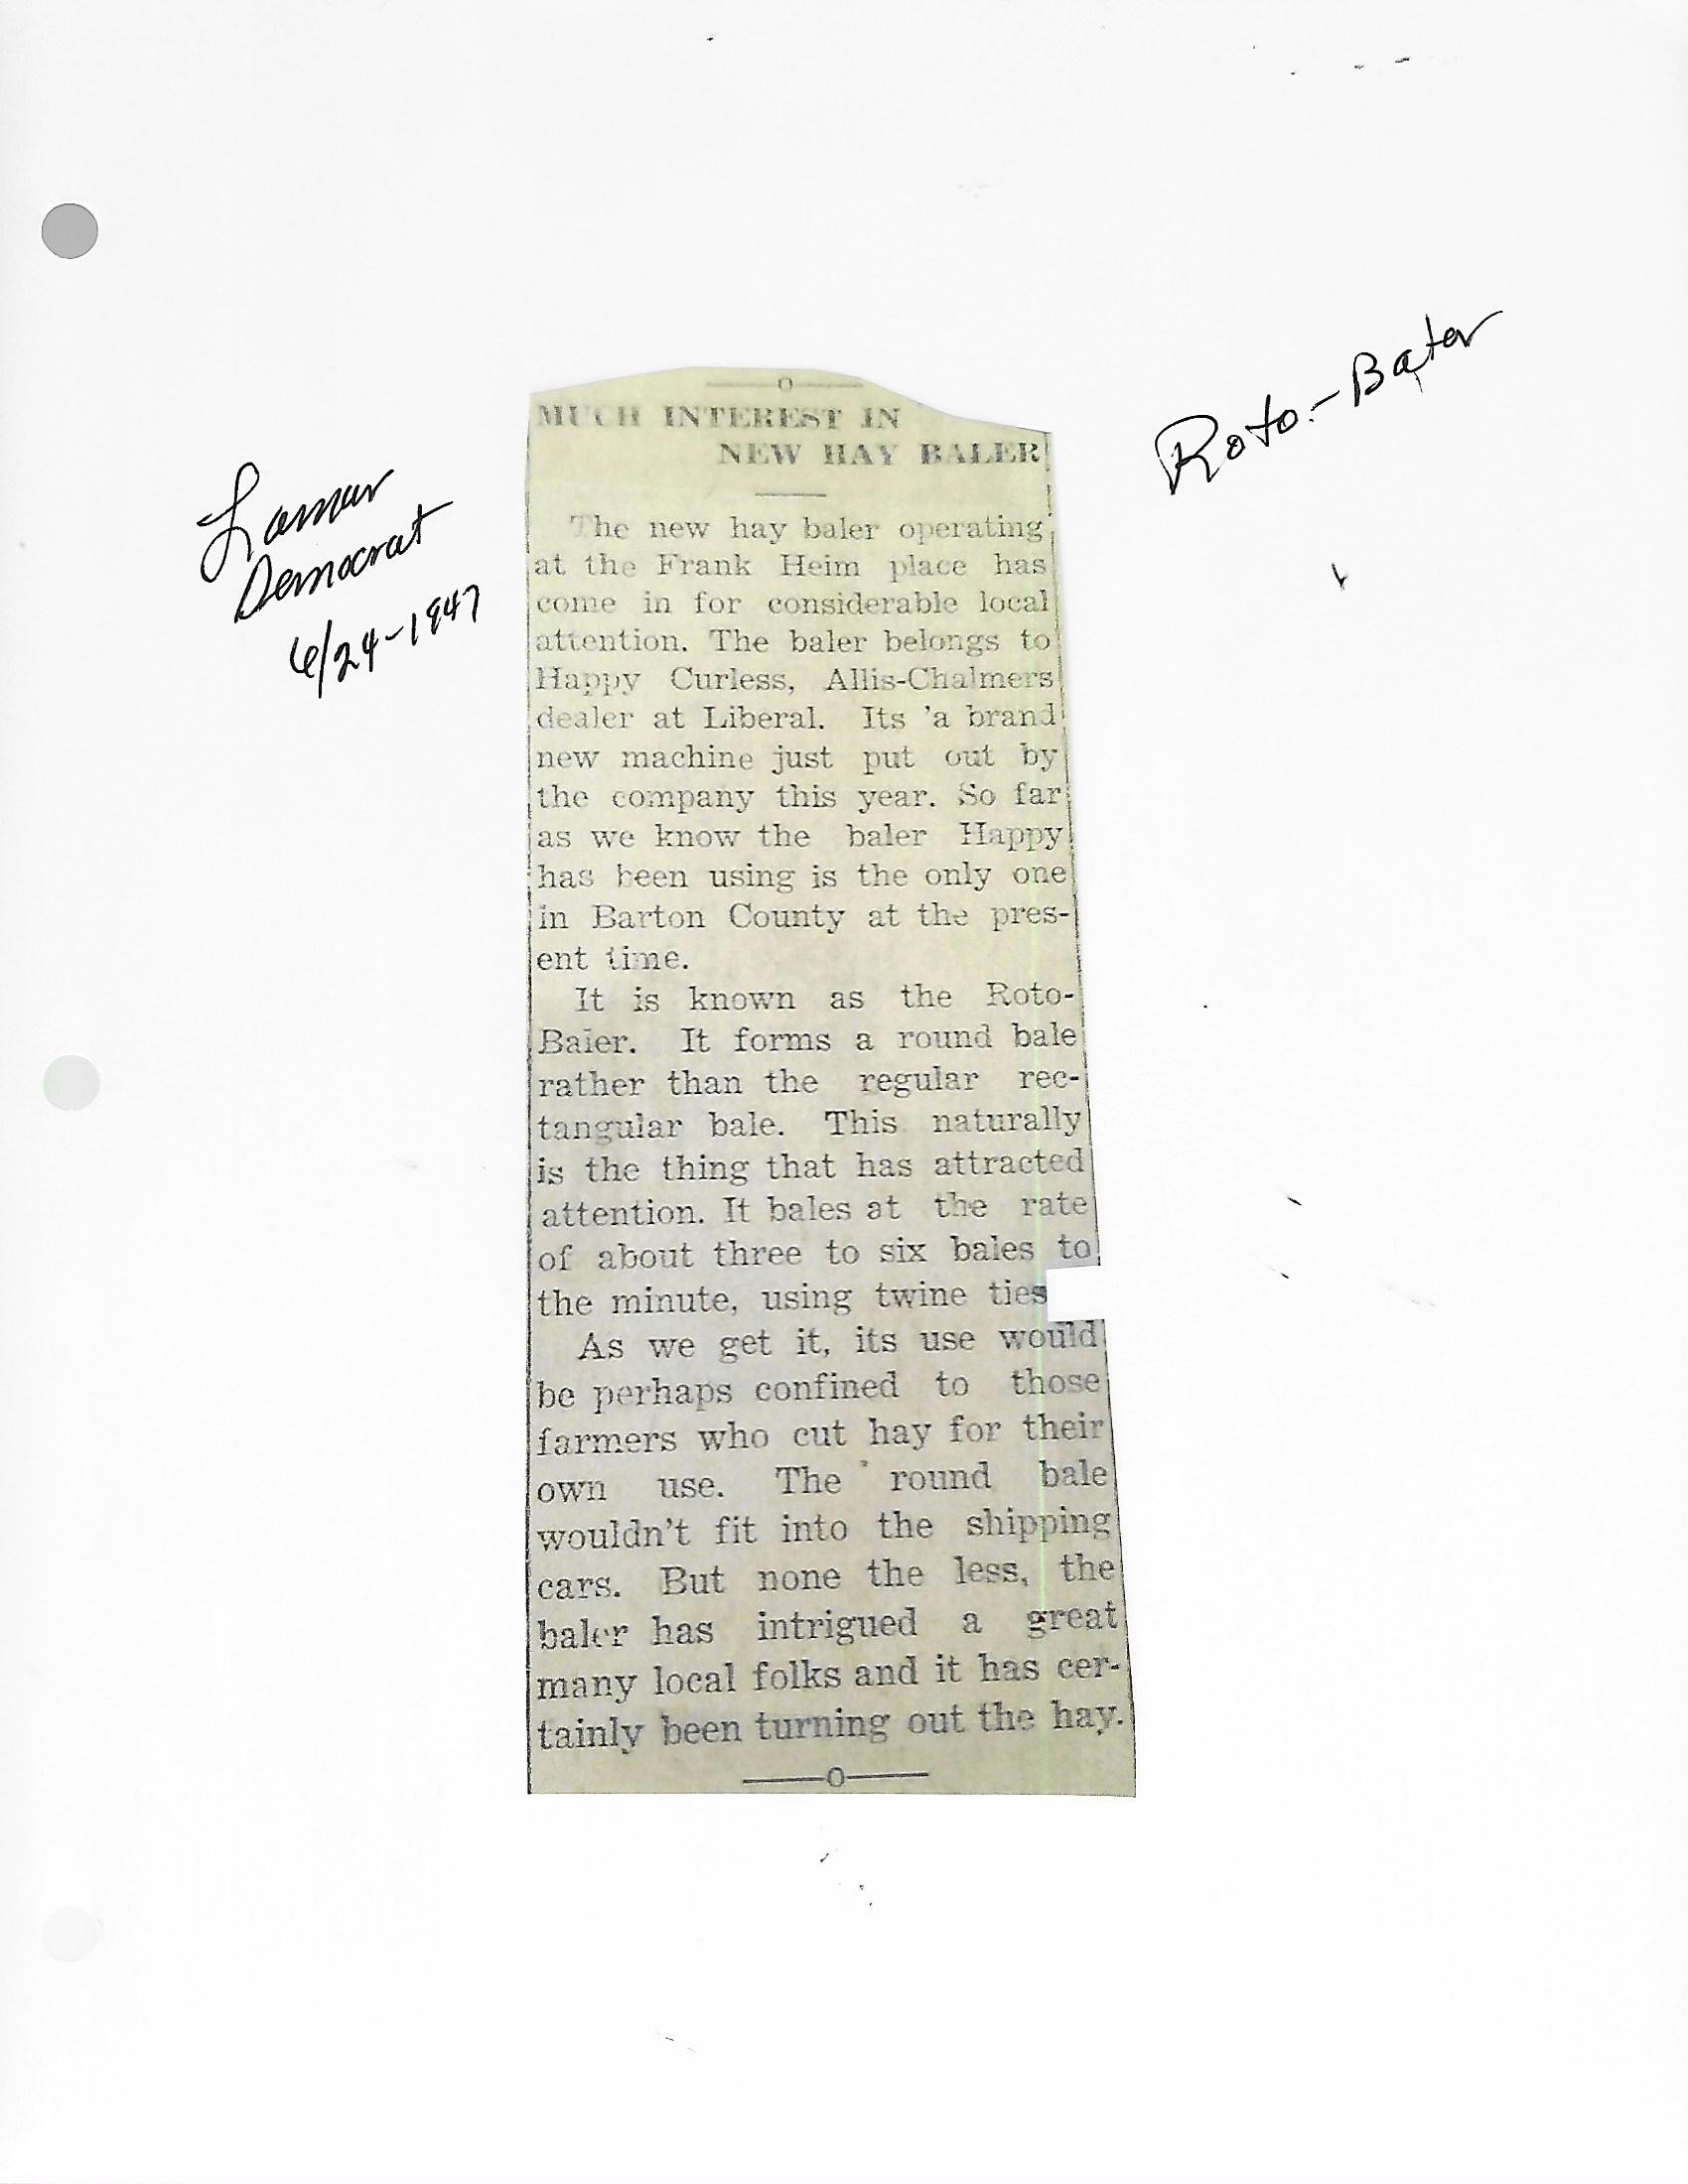 Roto-Bater
Lamar
Democrat
6/24-1947
MUCH INTEREST IN
NEW HAY BALER
The new hay baler operating
at the Frank Heim place has
come in for considerable local
attention. The baler belongs to
Happy Curless, Allis-Chalmers
dealer at Liberal. Its 'a brand
new machine just put out by
the company this year. So far
as we know the baler Happy
has been using is the only one
in Barton County at the pres-
ent time.
It is known as the Roto-
Baler. It forms a round bale
rather than the regular rec-
tangular bale. This naturally
is the thing that has attracted
attention. It bales at the rate
of about three to six bales to
the minute, using twine ties
As we get it, its use would
be perhaps confined to those
farmers who cut hay for their
own use. The round bale
wouldn't fit into the shipping
cars. But none the less, the
baler has intrigued a great
many local folks and it has cer-
tainly been turning out the hay.